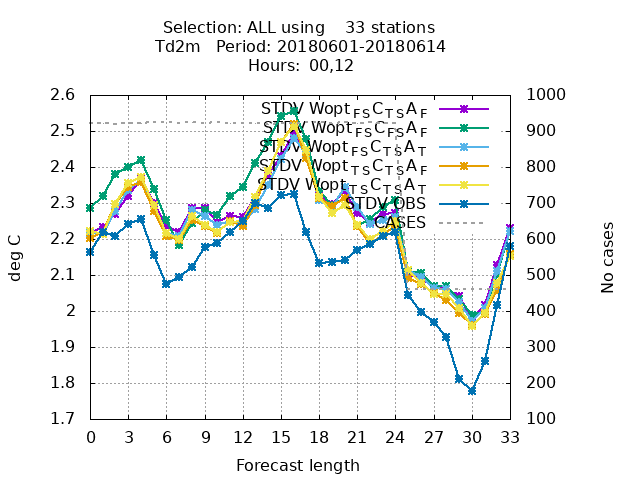 Selection: ALL using 33 stations
Td2m Period: 20180601-20180614
Hours: 00,12
2.6
2.5
2.4
2.3
2.2
2.1
2
1.9
1.8
1.7
1000
900
800
700
600
500
400
300
200
100
0 3 6 9 12 15 18 21 24 27 30 33
deg C
No cases
Forecast length
STDV Wopt_FS C_TS A_F
STDV Wopt_FS C_FS A_F
STDV Wopt_FS C_TS A_T
STDV Wopt_TS C_TS A_F
STDV Wopt_TS C_TS A_T
STDV OBS
CASES